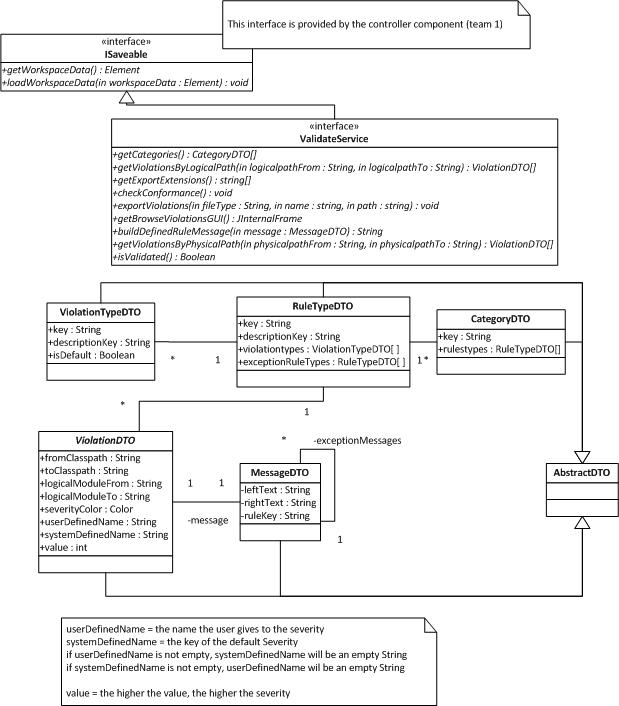 This interface is provided by the controller component (team 1)
«interface»
ISaveable
+getWorkspaceData() : Element
+loadWorkspaceData(in workspaceData : Element) : void
«interface»
ValidateService
+getCategories() : CategoryDTO[]
+getViolationsByLogicalPath(in logicalpathFrom : String, in logicalpathTo : String) : ViolationDTO[]
+getExportExtensions() : string[]
+checkConformance() : void
+exportViolations(in fileType : String, in name : string, in path : string) : void
+getBrowseViolationsGUI() : JInternalFrame
+buildDefinedRuleMessage(in message : MessageDTO) : String
+getViolationsByPhysicalPath(in physicalpathFrom : String, in physicalpathTo : String) : ViolationDTO[]
+isValidated() : Boolean
ViolationTypeDTO
+key : String
+descriptionKey : String
+isDefault : Boolean
*
1
RuleTypeDTO
+key : String
+descriptionKey : String
+violationtypes : ViolationTypeDTO[ ]
+exceptionRuleTypes : RuleTypeDTO[ ]
1*
CategoryDTO
+key : String
+rulestypes : RuleTypeDTO[]
*
1
ViolationDTO
+fromClasspath : String
+toClasspath : String
+logicalModuleFrom : String
+logicalModuleTo : String
+severityColor : Color
+userDefinedName : String
+systemDefinedName : String
+value : int
1
1
-message
*
-exceptionMessages
MessageDTO
-leftText : String
-rightText : String
-ruleKey : String
1
AbstractDTO
userDefinedName = the name the user gives to the severity
systemDefinedName = the key of the default Severity
if userDefinedName is not empty, systemDefinedName will be an empty String
if systemDefinedName is not empty, userDefinedName wil be an empty String
value = the higher the value, the higher the severity